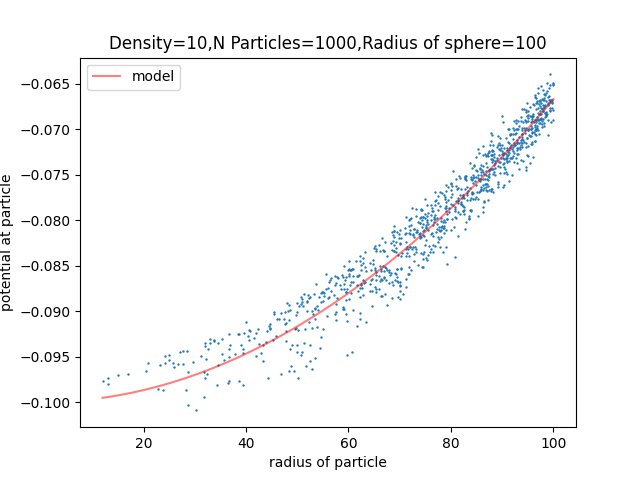 Density=10,N Particles=1000,Radius of sphere=100
model
−0.065
−0.070
−0.075
−0.080
−0.085
−0.090
−0.095
−0.100
potential at particle
20 40 60 80 100
radius of particle